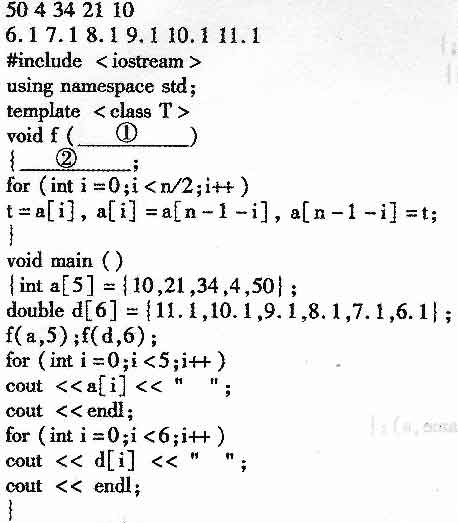 50 4 34 21 10
6.1 7.1 8.1 9.1 10.1 11.1
#include <iostream>
using namespace std;
template <class T>
void f (____①____)
{____②____;
for (int i=0;i<n/2;i++)
t=a[i], a[i]=a[n-1-i], a[n-1-i]=t;
}
void main ()
{int a[5]={10,21,34,4,50};
double d[6]={11.1,10.1,9.1,8.1,7.1,6.1};
f(a,5);f(d,6);
for (int i=0;i<5;i++)
cout <<a[i]<< "  ";
cout <<endl;
for (int i=0;i<6;i++)
cout << d[i] << "  ";
cout << endl;
}